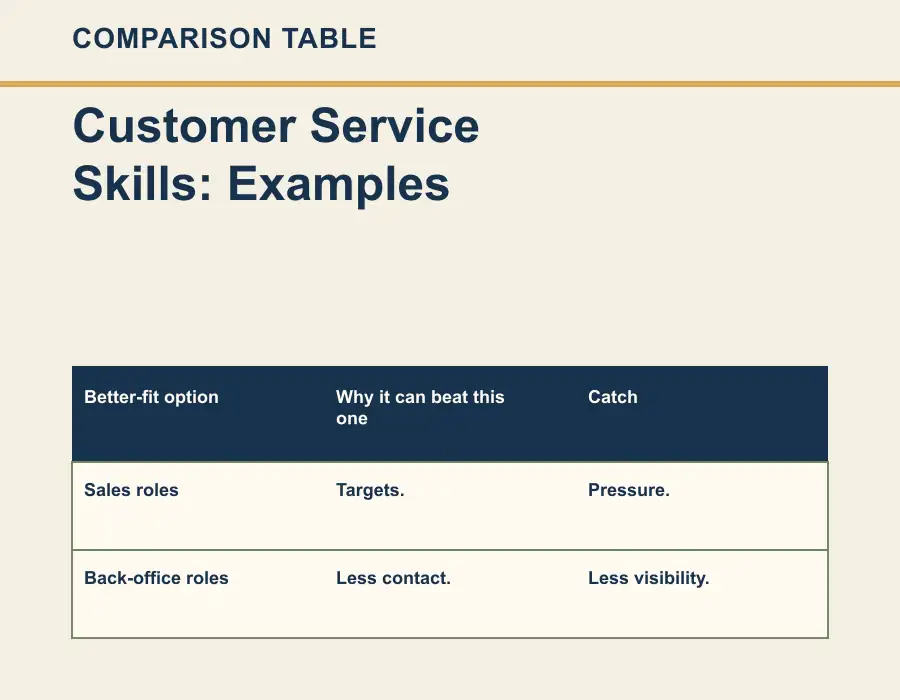 COMPARISON TABLE
Customer Service
Skills: Examples
Better-fit option
Why it can beat this
one
Catch
Sales roles
Targets.
Pressure.
Back-office roles
Less contact.
Less visibility.